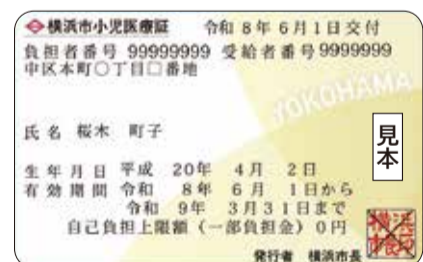 横浜市小児医療証 令和8年6月1日交付
負担者番号 99999999 受給者番号 9999999
中区本町○丁目□番地
YOKOHAMA
氏名 桜木 町子
見本
生年月日 平成 20年 4月 2日
有効期間 令和 8年 6月 1日から
令和 9年 3月31日まで
自己負担上限額（一部負担金）0円
発行者 横浜市長